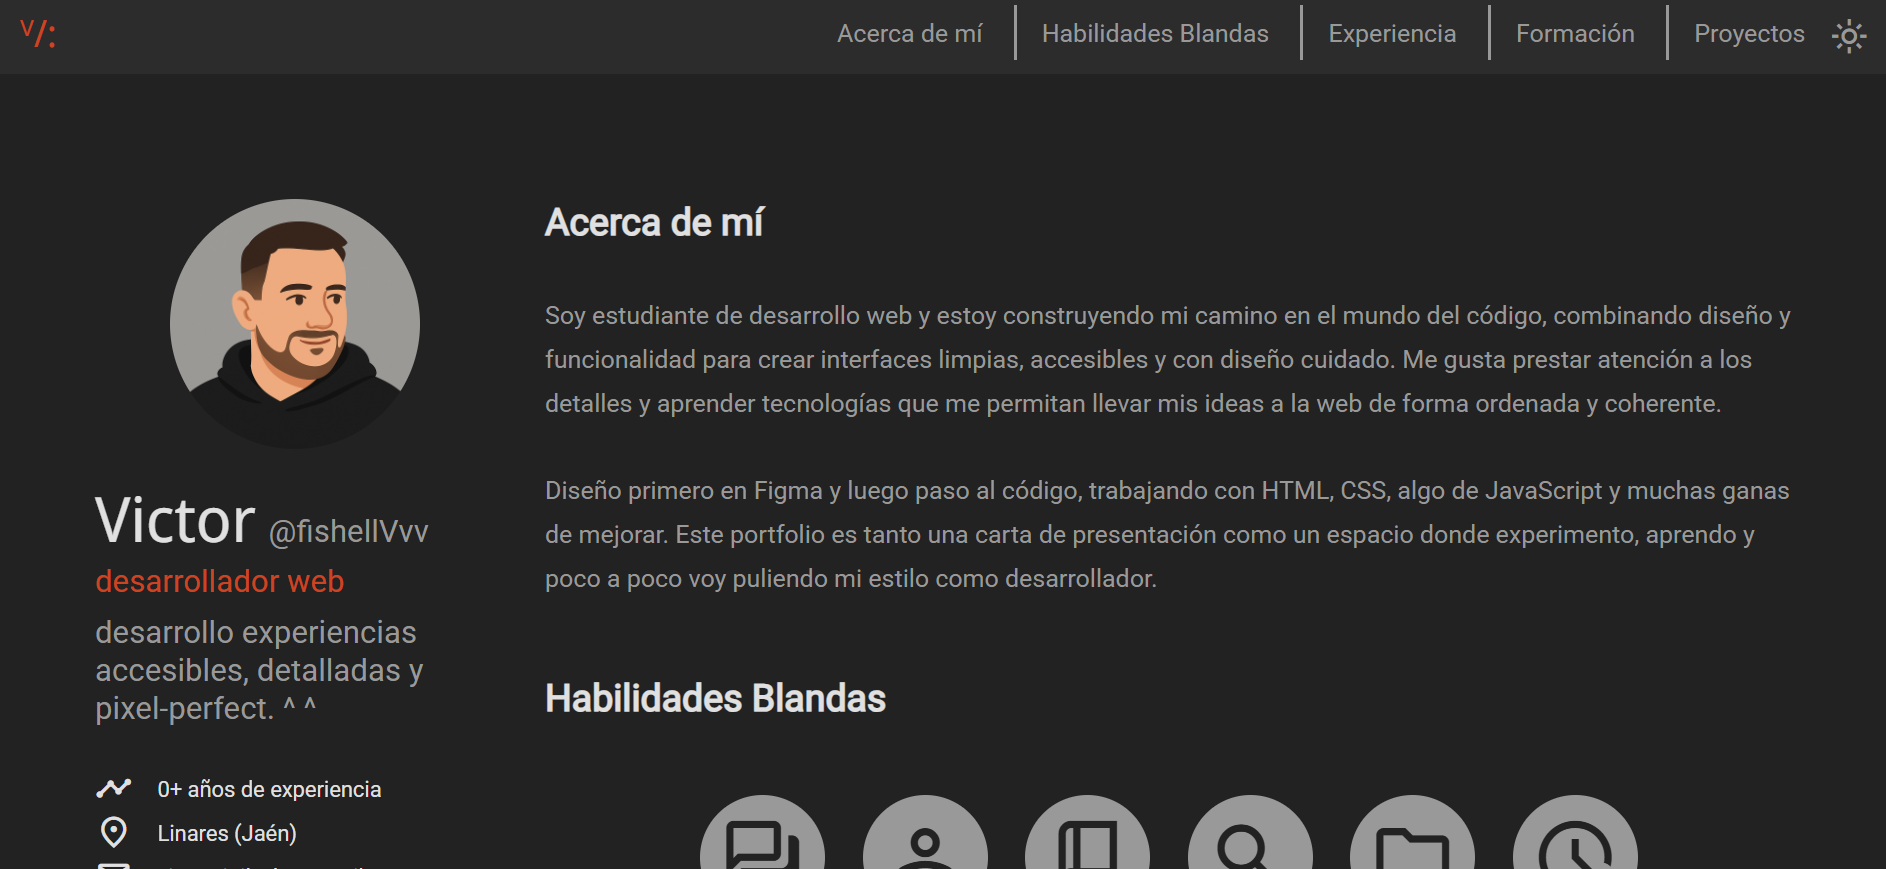 V/:
Acerca de mí
Habilidades Blandas
Experiencia
Formación
Proyectos
Victor @fishellVvv
desarrollador web
desarrollo experiencias
accesibles, detalladas y
pixel-perfect. ^ ^
0+ años de experiencia
Linares (Jaén)
Acerca de mí
Soy estudiante de desarrollo web y estoy construyendo mi camino en el mundo del código, combinando diseño y
funcionalidad para crear interfaces limpias, accesibles y con diseño cuidado. Me gusta prestar atención a los
detalles y aprender tecnologías que me permitan llevar mis ideas a la web de forma ordenada y coherente.
Diseño primero en Figma y luego paso al código, trabajando con HTML, CSS, algo de JavaScript y muchas ganas
de mejorar. Este portfolio es tanto una carta de presentación como un espacio donde experimento, aprendo y
poco a poco voy puliendo mi estilo como desarrollador.
Habilidades Blandas